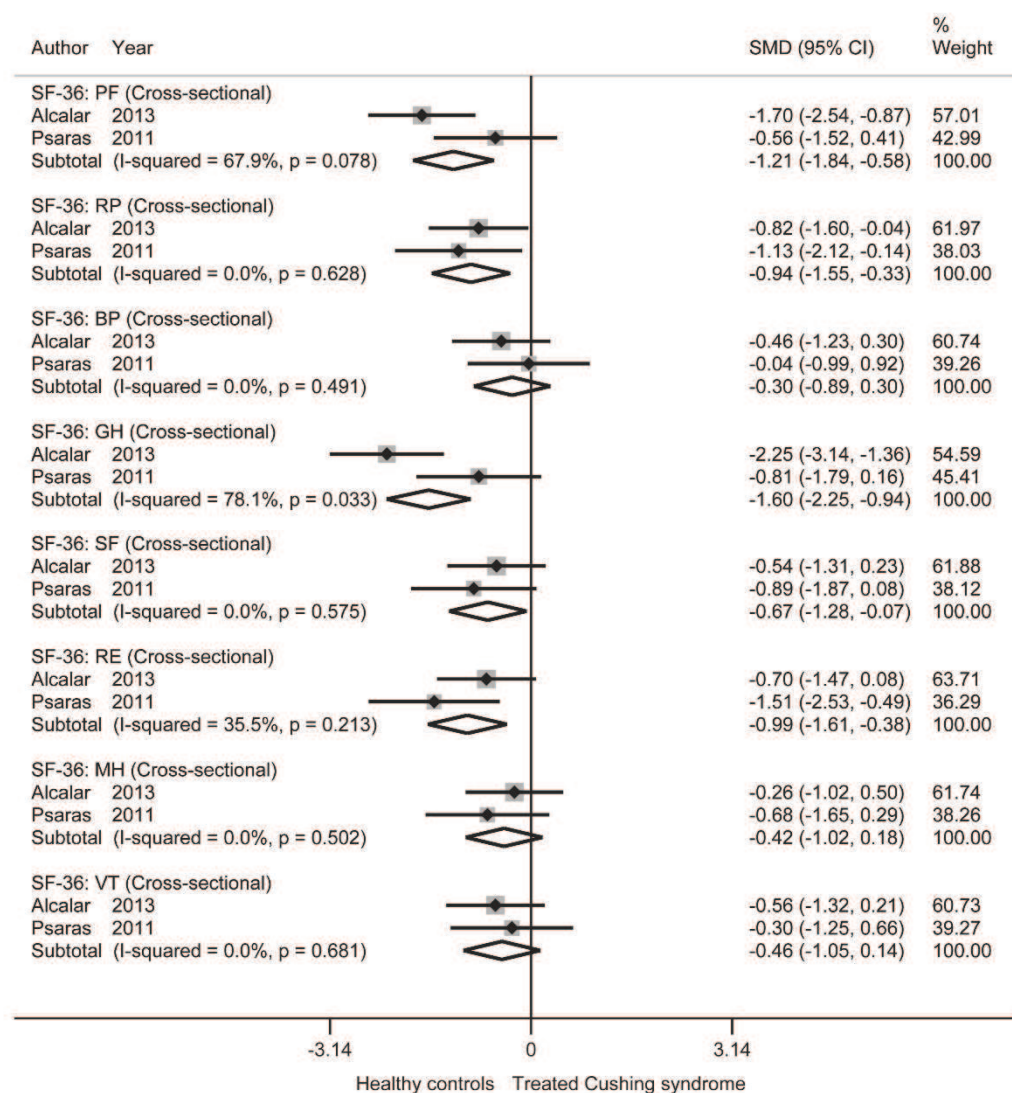 %
Author Year SMD (95% CI) Weight
SF-36: PF (Cross-sectional)
Alcalar 2013 -1.70 (-2.54, -0.87) 57.01
Psaras 2011 -0.56 (-1.52, 0.41) 42.99
Subtotal (I-squared = 67.9%, p = 0.078) -1.21 (-1.84, -0.58) 100.00
SF-36: RP (Cross-sectional)
Alcalar 2013 -0.82 (-1.60, -0.04) 61.97
Psaras 2011 -1.13 (-2.12, -0.14) 38.03
Subtotal (I-squared = 0.0%, p = 0.628) -0.94 (-1.55, -0.33) 100.00
SF-36: BP (Cross-sectional)
Alcalar 2013 -0.46 (-1.23, 0.30) 60.74
Psaras 2011 -0.04 (-0.99, 0.92) 39.26
Subtotal (I-squared = 0.0%, p = 0.491) -0.30 (-0.89, 0.30) 100.00
SF-36: GH (Cross-sectional)
Alcalar 2013 -2.25 (-3.14, -1.36) 54.59
Psaras 2011 -0.81 (-1.79, 0.16) 45.41
Subtotal (I-squared = 78.1%, p = 0.033) -1.60 (-2.25, -0.94) 100.00
SF-36: SF (Cross-sectional)
Alcalar 2013 -0.54 (-1.31, 0.23) 61.88
Psaras 2011 -0.89 (-1.87, 0.08) 38.12
Subtotal (I-squared = 0.0%, p = 0.575) -0.67 (-1.28, -0.07) 100.00
SF-36: RE (Cross-sectional)
Alcalar 2013 -0.70 (-1.47, 0.08) 63.71
Psaras 2011 -1.51 (-2.53, -0.49) 36.29
Subtotal (I-squared = 35.5%, p = 0.213) -0.99 (-1.61, -0.38) 100.00
SF-36: MH (Cross-sectional)
Alcalar 2013 -0.26 (-1.02, 0.50) 61.74
Psaras 2011 -0.68 (-1.65, 0.29) 38.26
Subtotal (I-squared = 0.0%, p = 0.502) -0.42 (-1.02, 0.18) 100.00
SF-36: VT (Cross-sectional)
Alcalar 2013 -0.56 (-1.32, 0.21) 60.73
Psaras 2011 -0.30 (-1.25, 0.66) 39.27
Subtotal (I-squared = 0.0%, p = 0.681) -0.46 (-1.05, 0.14) 100.00
-3.14 0 3.14
Healthy controls Treated Cushing syndrome